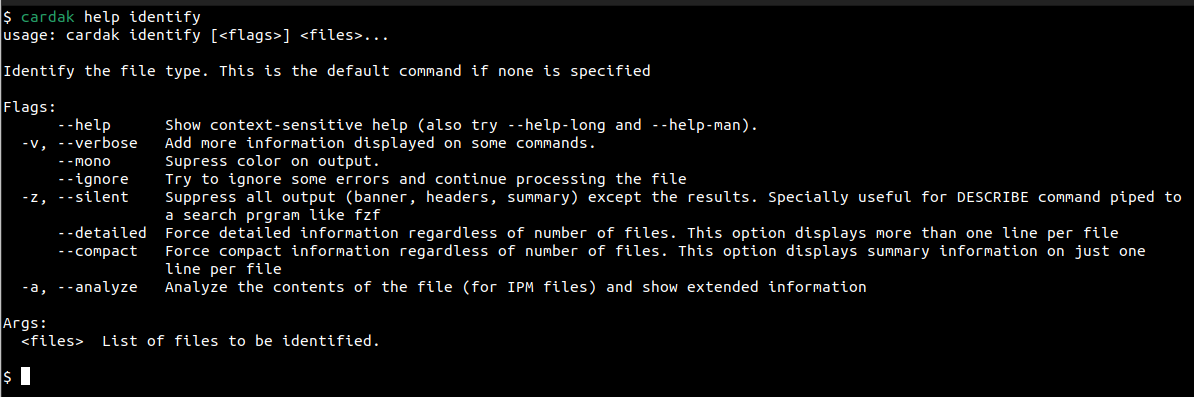 $ cardak help identify
usage: cardak identify [<flags>] <files>...
Identify the file type. This is the default command if none is specified
Flags:
--help Show context-sensitive help (also try --help-long and --help-man).
-v, --verbose Add more information displayed on some commands.
--mono Supress color on output.
--ignore Try to ignore some errors and continue processing the file
-z, --silent Suppress all output (banner, headers, summary) except the results. Specially useful for DESCRIBE command piped to
a search prgram like fzf
--detailed Force detailed information regardless of number of files. This option displays more than one line per file
--compact Force compact information regardless of number of files. This option displays summary information on just one
line per file
-a, --analyze Analyze the contents of the file (for IPM files) and show extended information
Args:
<files> List of files to be identified.
$